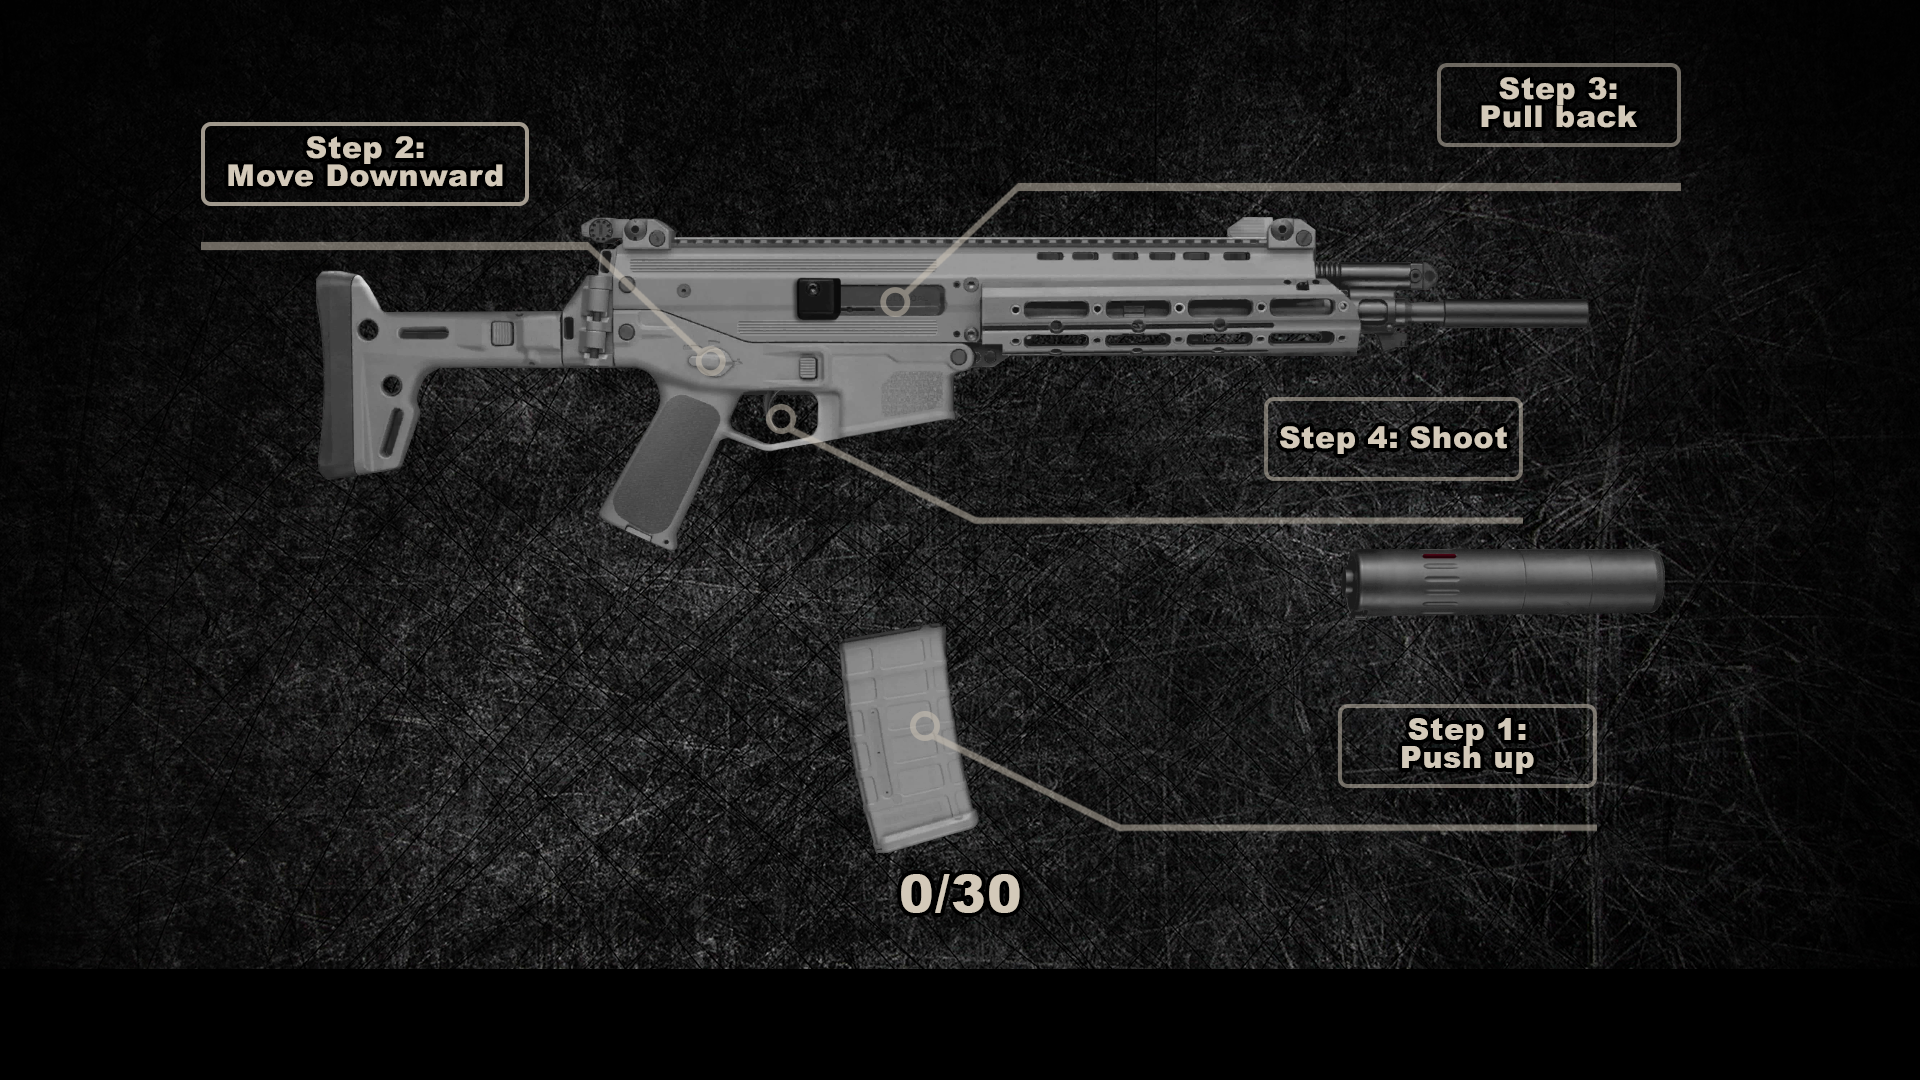 Step 3:
Pull back
Step 2:
Move Downward
Step 4: Shoot
Step 1:
Push up
0/30